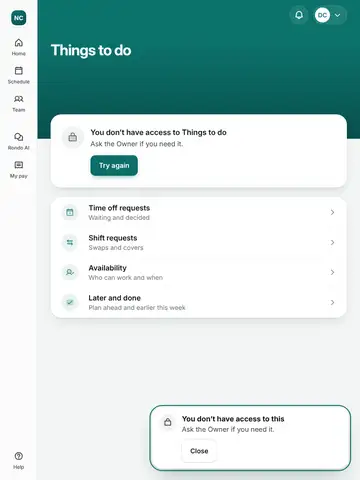 NC
DC
Home
Schedule
Team
Rondo AI
My pay
Help
Things to do
You don't have access to Things to do
Ask the Owner if you need it.
Try again
Time off requests
Waiting and decided
Shift requests
Swaps and covers
Availability
Who can work and when
Later and done
Plan ahead and earlier this week
You don't have access to this
Ask the Owner if you need it.
Close